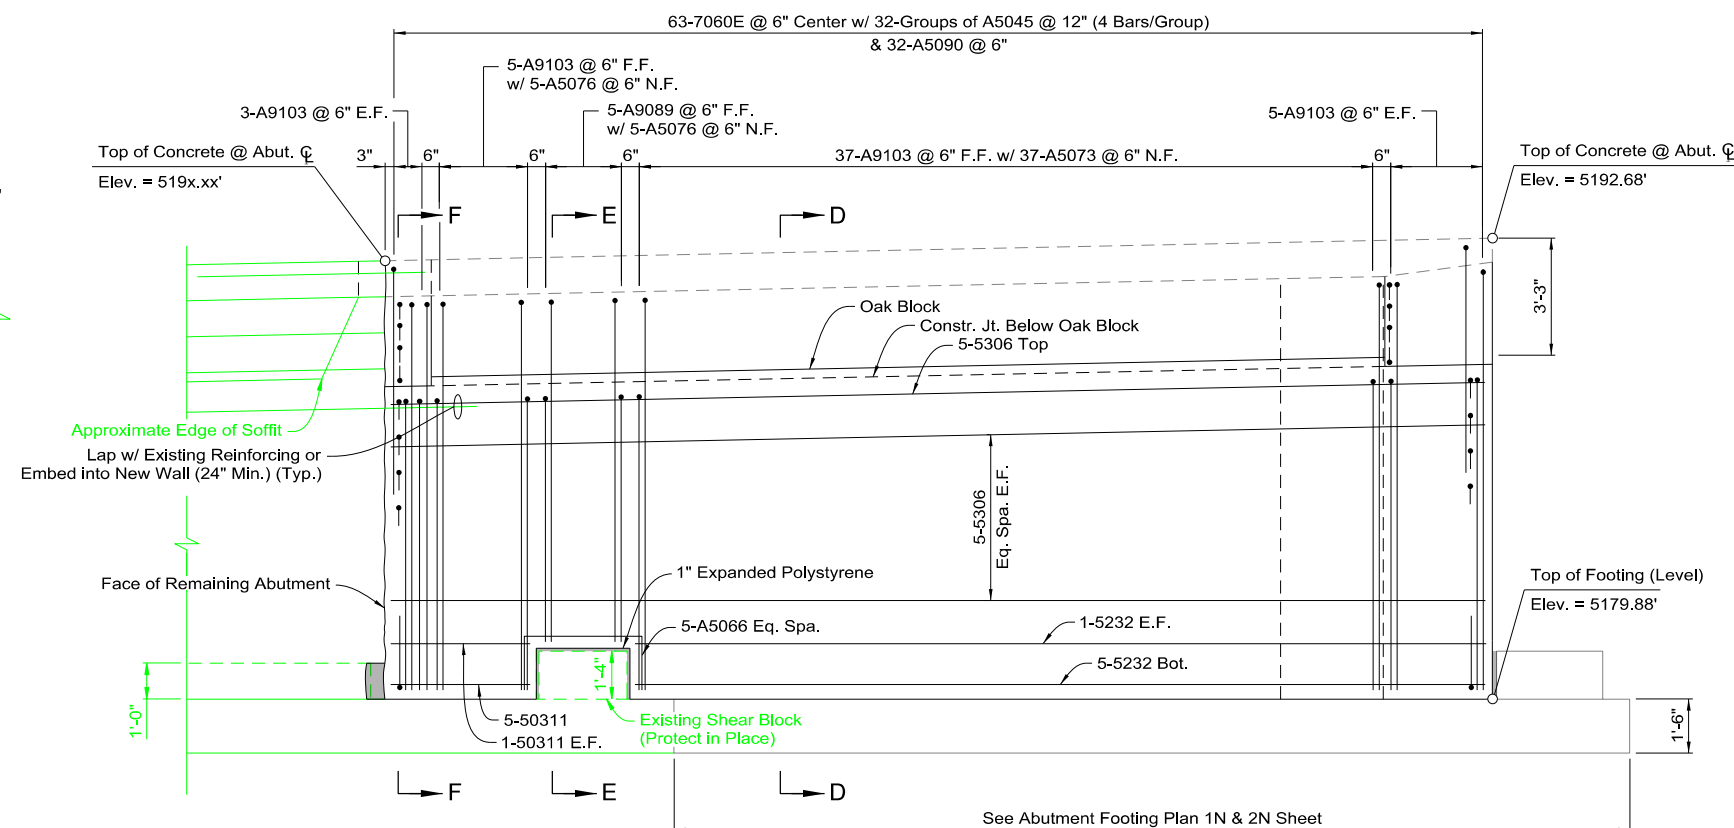 63-7060E @ 6" Center w/ 32-Groups of A5045 @ 12" (4 Bars/Group)
& 32-A5090 @ 6"
5-A9103 @ 6" F.F.
w/ 5-A5076 @ 6" N.F.
3-A9103 @ 6" E.F.
5-A9089 @ 6" F.F.
w/ 5-A5076 @ 6" N.F.
5-A9103 @ 6" E.F.
Top of Concrete @ Abut. ℄
Elev. = 519x.xx'
3"
6"
6"
6"
37-A9103 @ 6" F.F. w/ 37-A5073 @ 6" N.F.
6"
Top of Concrete @ Abut. ℄
Elev. = 5192.68'
F
E
D
Oak Block
Constr. Jt. Below Oak Block
5-5306 Top
3'-3"
Approximate Edge of Soffit
Lap w/ Existing Reinforcing or
Embed into New Wall (24" Min.) (Typ.)
5-5306
Eq. Spa. E.F.
Face of Remaining Abutment
1" Expanded Polystyrene
Top of Footing (Level)
Elev. = 5179.88'
5-A5066 Eq. Spa.
1-5232 E.F.
5-5232 Bot.
1'-4"
1'-0"
5-50311
1-50311 E.F.
Existing Shear Block
(Protect in Place)
1'-6"
F
E
D
See Abutment Footing Plan 1N & 2N Sheet